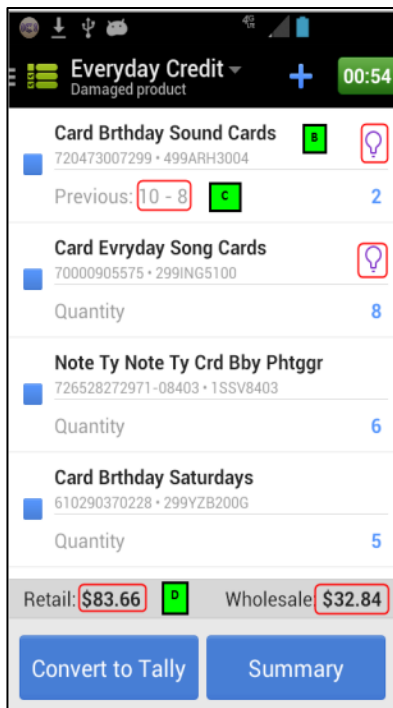 4G
Everyday Credit
Damaged product
00:54
Card Brthday Sound Cards
B
720473007299 • 499ARH3004
Previous: 10 - 8
C
2
Card Evryday Song Cards
70000905575 • 299ING5100
Quantity
8
Note Ty Note Ty Crd Bby Phtggr
726528272971-08403 • 1SSV8403
Quantity
6
Card Brthday Saturdays
610290370228 • 299YZB200G
Quantity
5
Retail: $83.66
D
Wholesale: $32.84
Convert to Tally
Summary